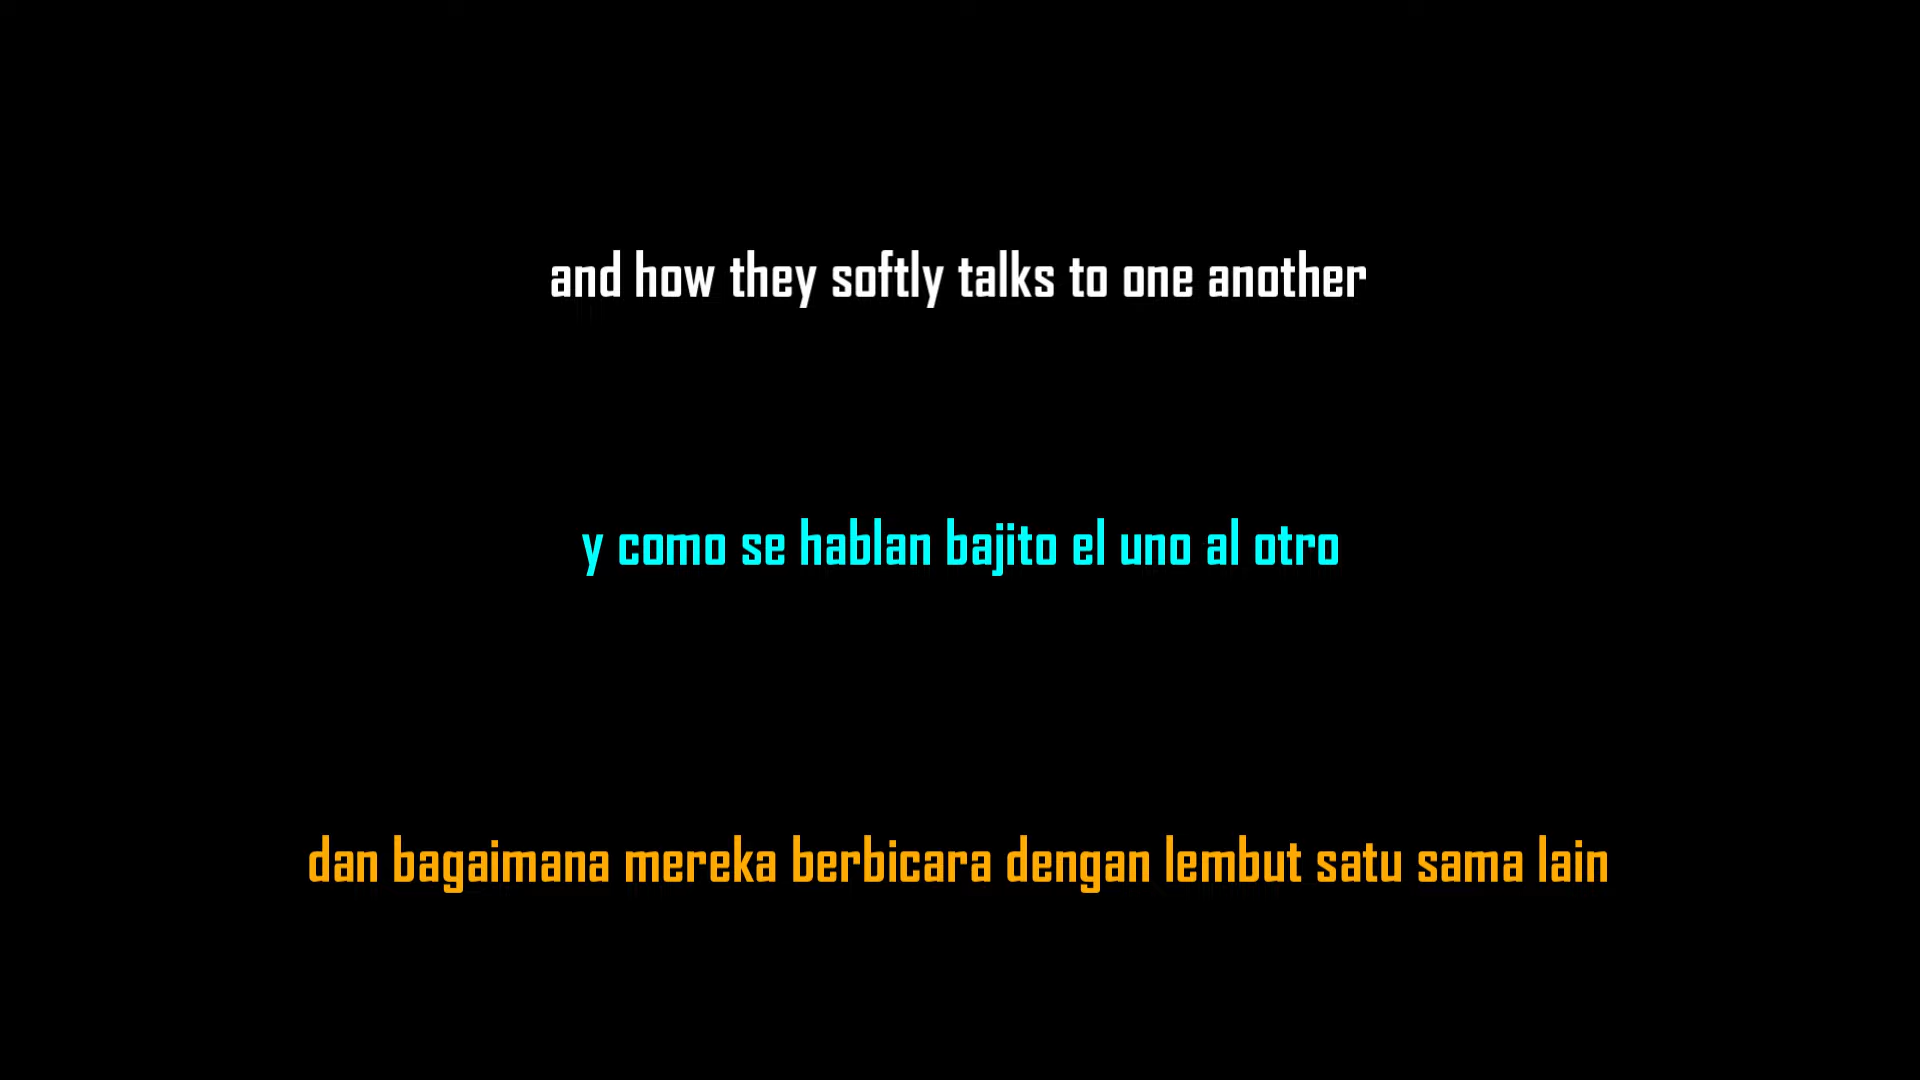 and how they softly talks to one another
y como se hablan bajito el uno al otro
dan bagaimana mereka berbicara dengan lembut satu sama lain